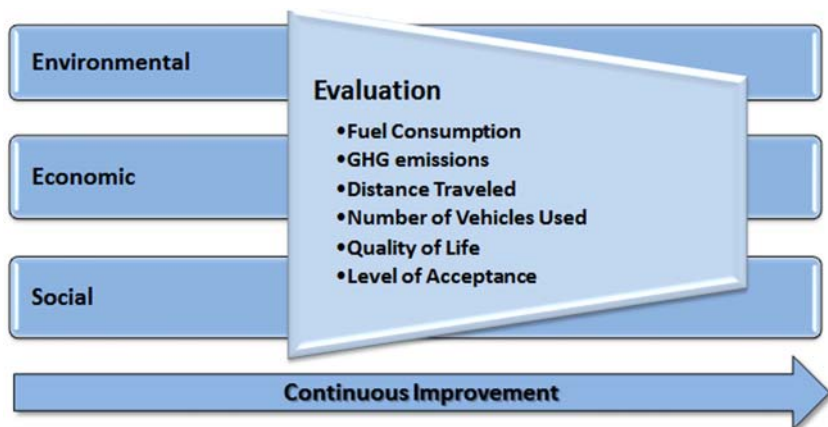 Environmental
Evaluation
•Fuel Consumption
•GHG emissions
Economic
•Distance Traveled
•Number of Vehicles Used
•Quality of Life
•Level of Acceptance
Social
Continuous Improvement